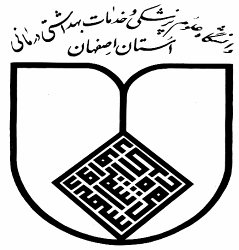 دانشگاه علوم پزشکی و خدمات بهداشتی درمانی
استان اصفهان